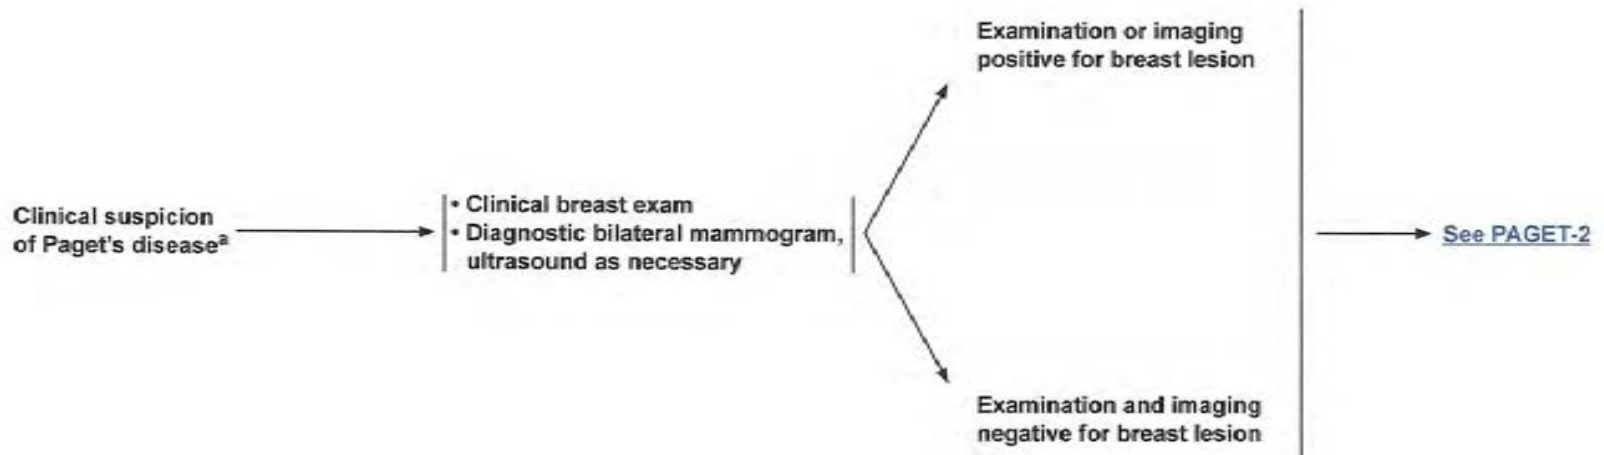 Clinical suspicion
of Paget's diseaseᵃ
• Clinical breast exam
• Diagnostic bilateral mammogram,
ultrasound as necessary
Examination or imaging
positive for breast lesion
Examination and imaging
negative for breast lesion
See PAGET-2